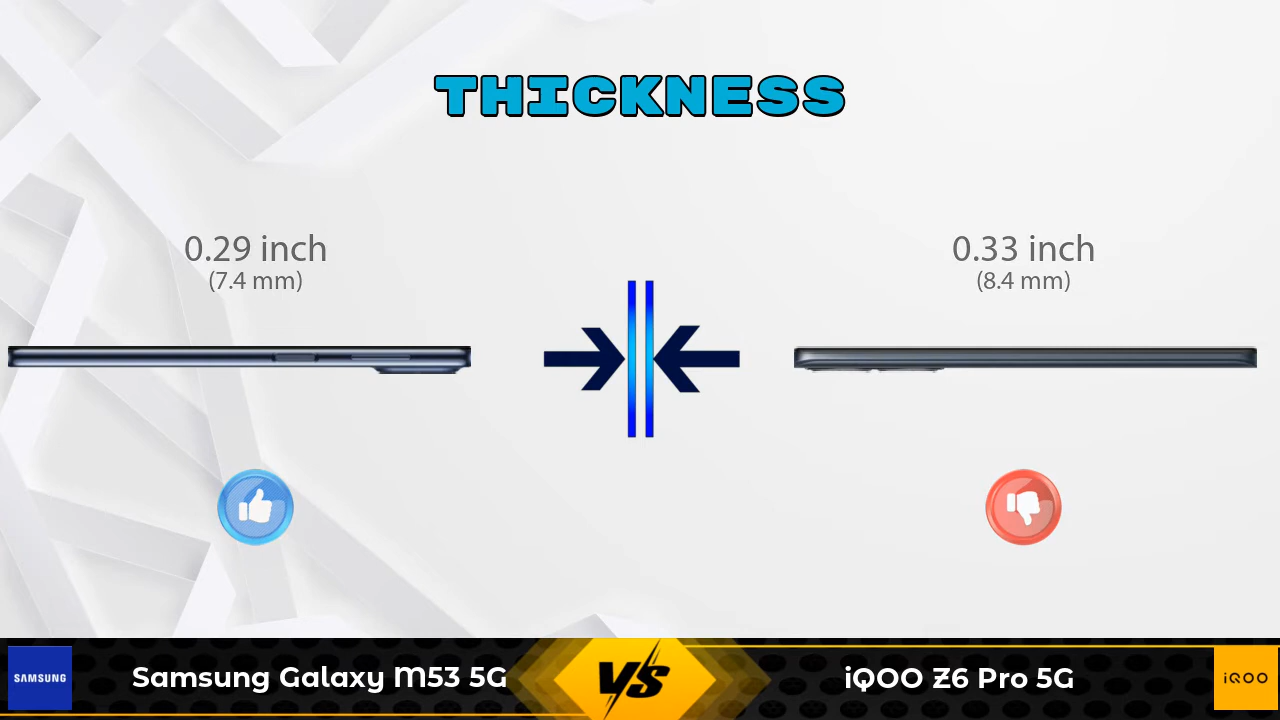 THICKNESS
0.29 inch
(7.4 mm)
0.33 inch
(8.4 mm)
SAMSUNG
Samsung Galaxy M53 5G
VS
iQOO Z6 Pro 5G
iQOO